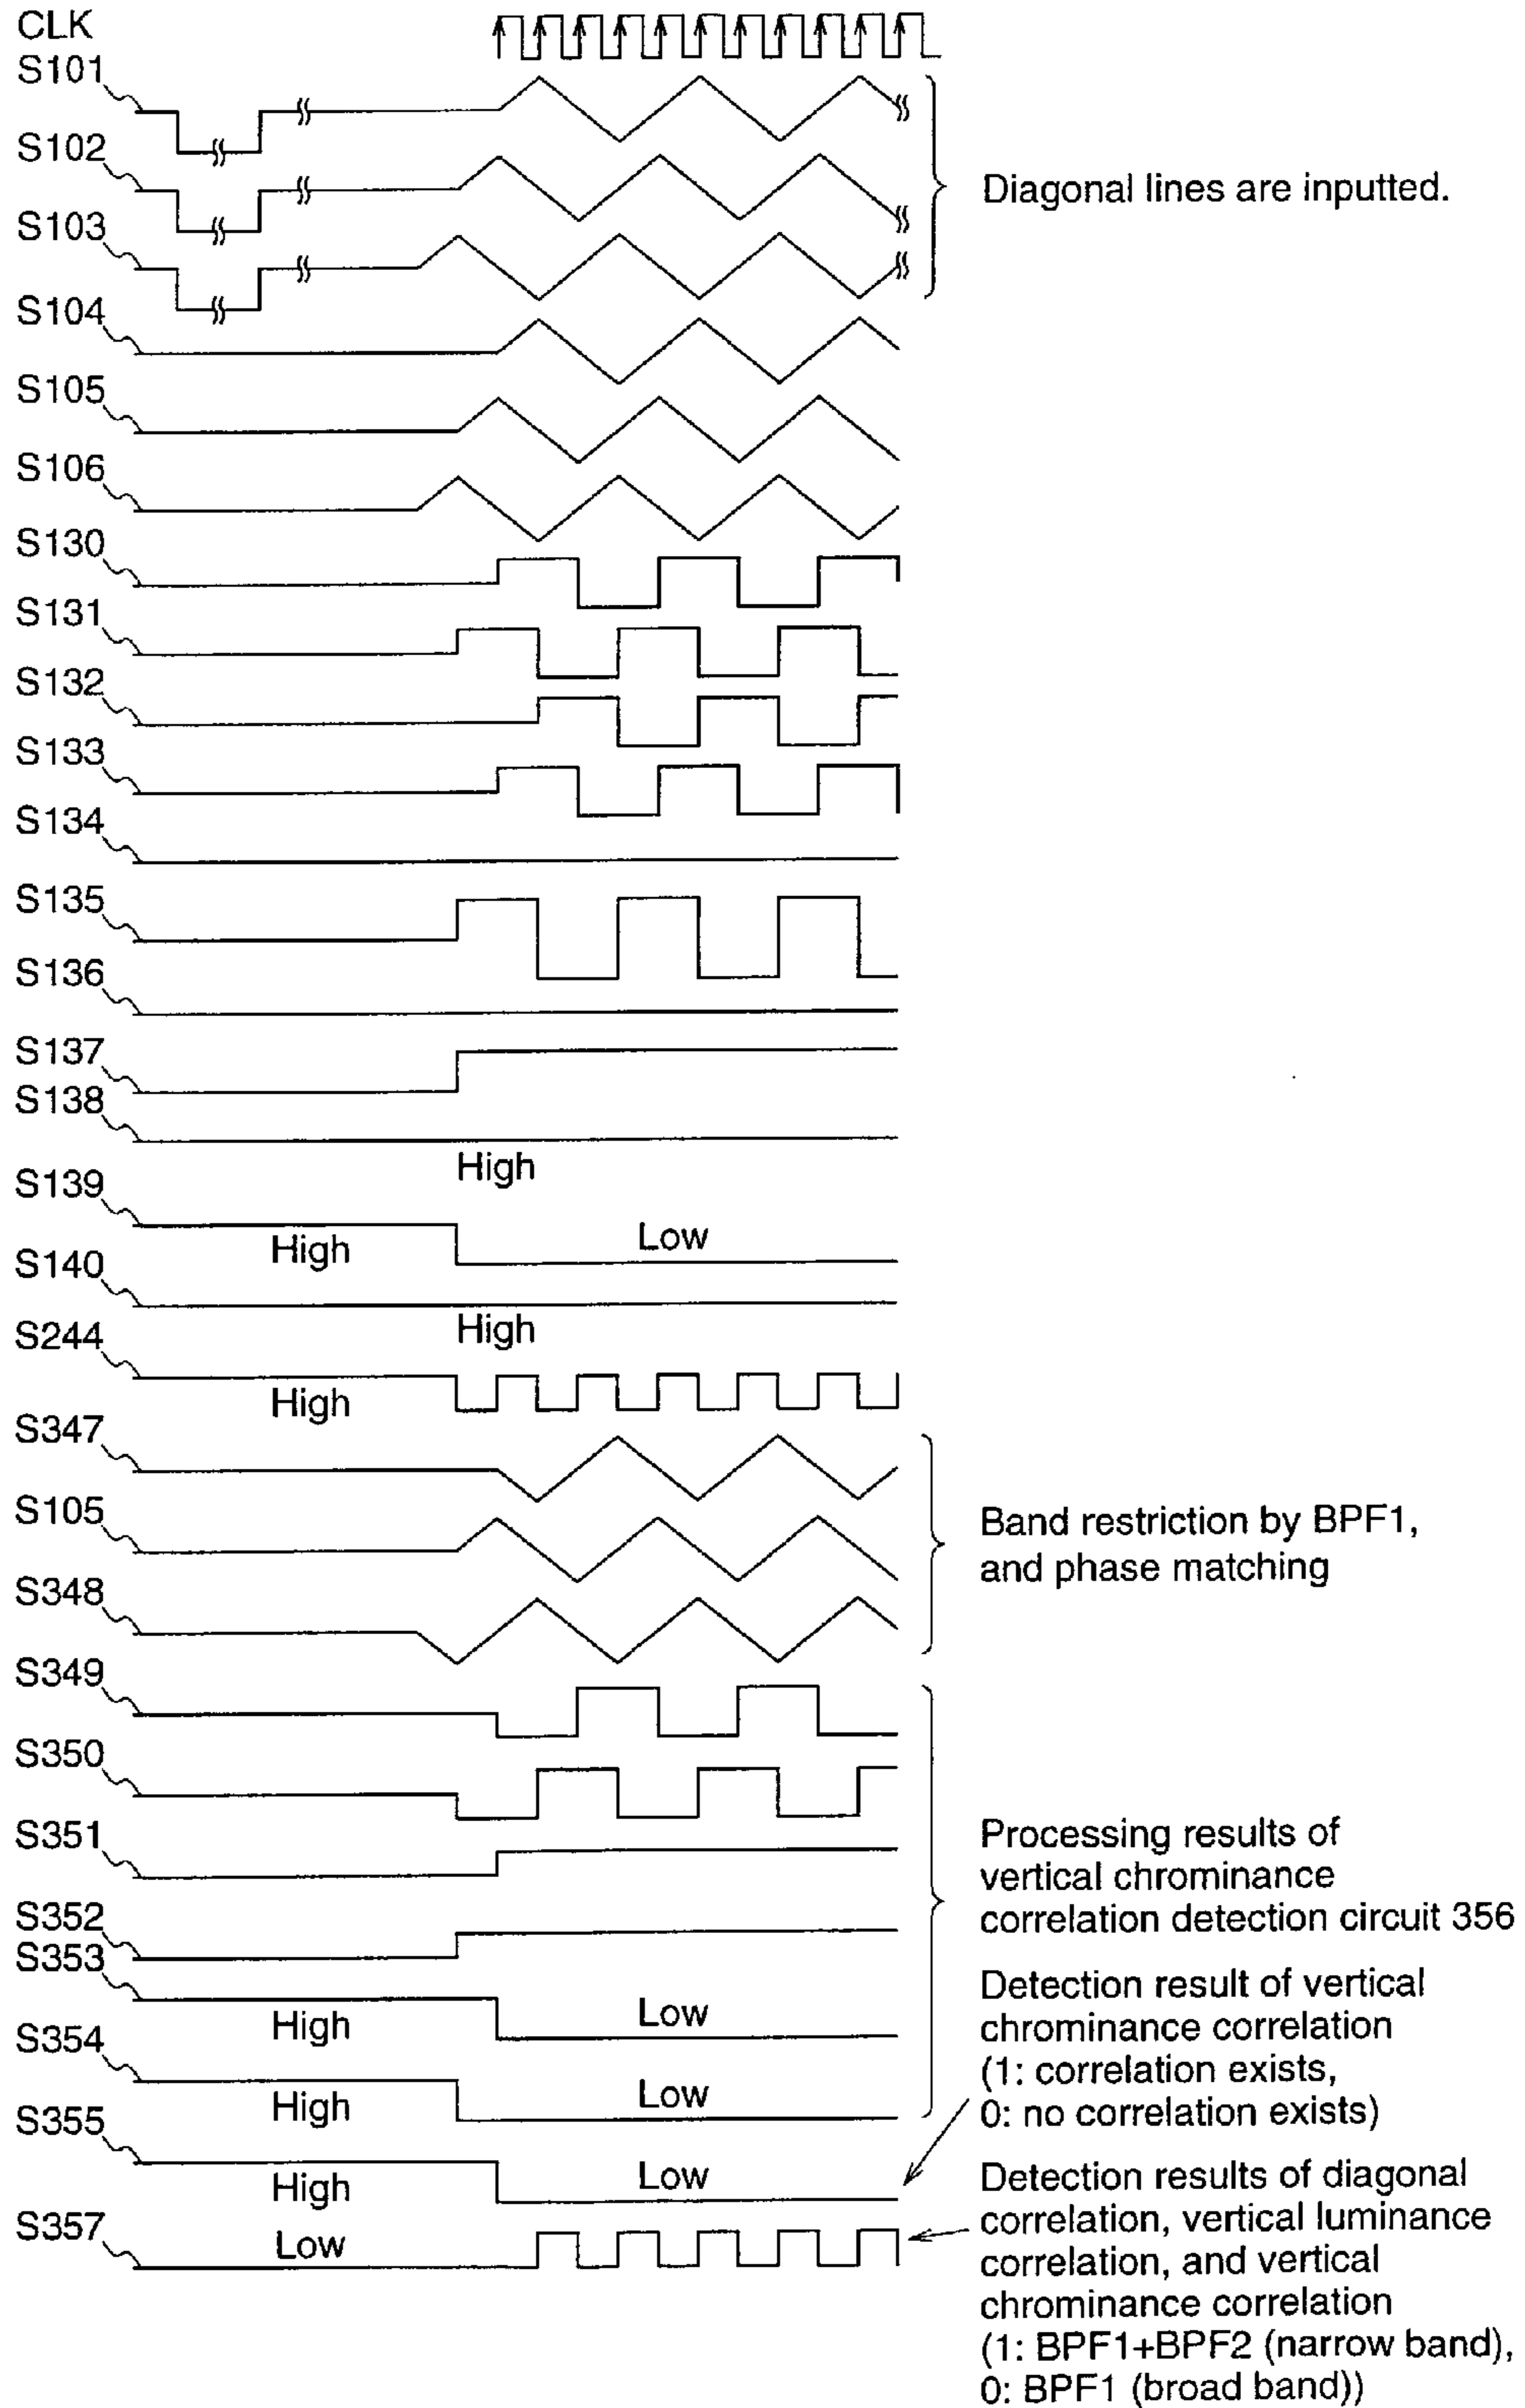 CLK
S101
S102
Diagonal lines are inputted.
S103
S104
S105
S106
S130
S131
S132
S133
S134
S135
S136
S137
S138
High
S139
High
Low
S140
High
S244
High
S347
S105
Band restriction by BPF1,
and phase matching
S348
S349
S350
S351
Processing results of
vertical chrominance
correlation detection circuit 356
S352
S353
High
Low
S354
High
Low
Detection result of vertical
chrominance correlation
(1: correlation exists,
0: no correlation exists)
S355
High
Low
S357
Low
Detection results of diagonal
correlation, vertical luminance
correlation, and vertical
chrominance correlation
(1: BPF1+BPF2 (narrow band),
0: BPF1 (broad band))